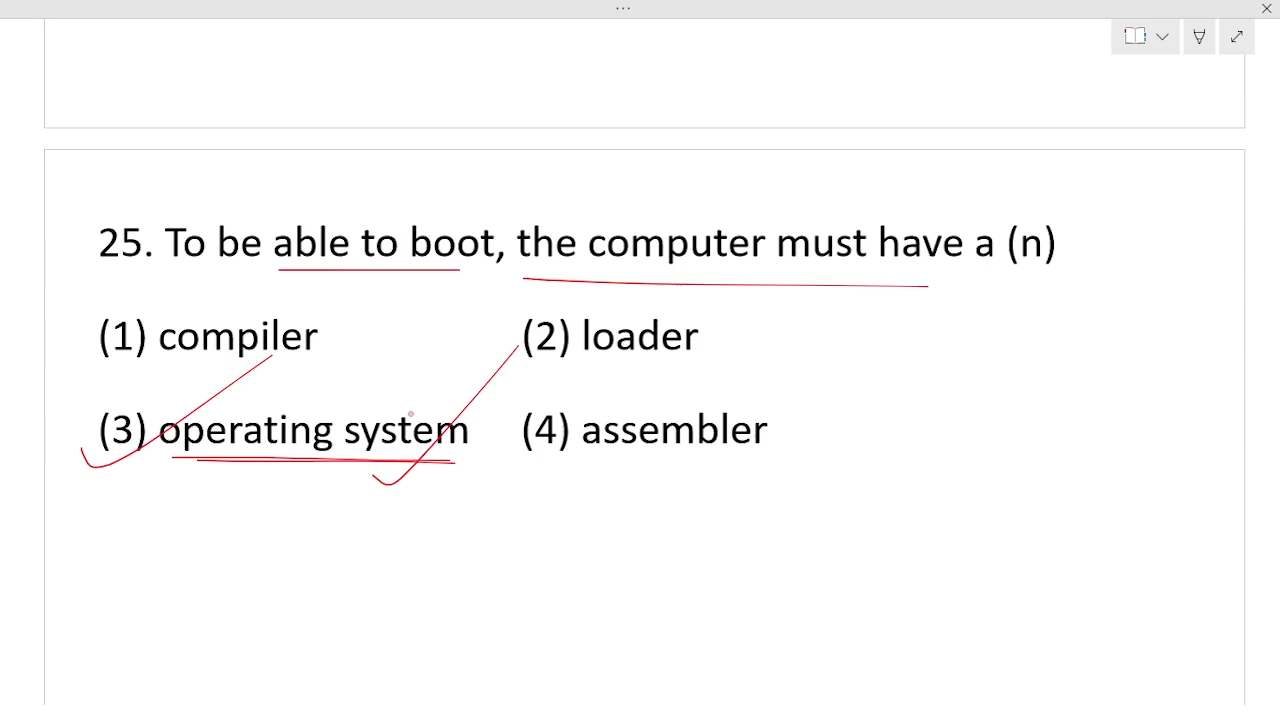 25. To be able to boot, the computer must have a (n)
(1) compiler (2) loader
(3) operating system (4) assembler